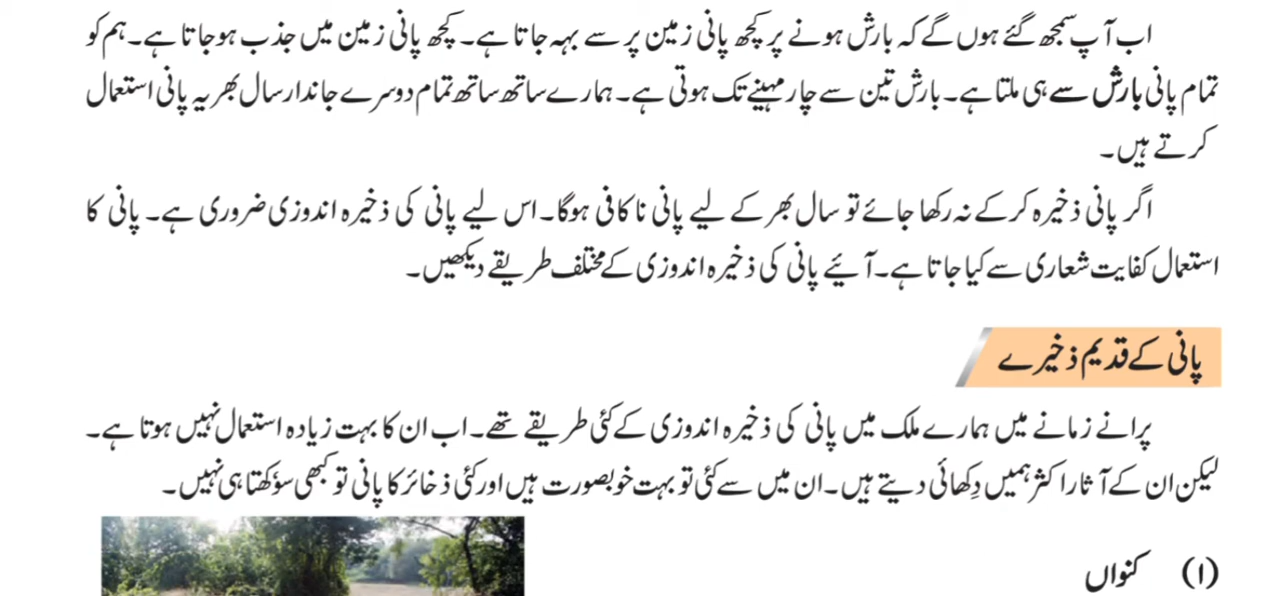 اب آپ سمجھ گئے ہوں گے کہ بارش ہونے پر کچھ پانی زمین پر سے بہہ جاتا ہے۔ کچھ پانی زمین میں جذب ہوجاتا ہے۔ ہم کو
تمام پانی بارش سے ہی ملتا ہے۔ بارش تین سے چار مہینے تک ہوتی ہے۔ ہمارے ساتھ ساتھ تمام دوسرے جاندار سال بھر یہ پانی استعمال
کرتے ہیں۔
اگر پانی ذخیرہ کرکے نہ رکھا جائے تو سال بھر کے لیے پانی ناکافی ہوگا۔ اس لیے پانی کی ذخیرہ اندوزی ضروری ہے۔ پانی کا
استعمال کفایت شعاری سے کیا جاتا ہے۔ آئیے پانی کی ذخیرہ اندوزی کے مختلف طریقے دیکھیں۔
پانی کے قدیم ذخیرے
پرانے زمانے میں ہمارے ملک میں پانی کی ذخیرہ اندوزی کے کئی طریقے تھے۔ اب ان کا بہت زیادہ استعمال نہیں ہوتا ہے۔
لیکن ان کے آثار اکثر ہمیں دِکھائی دیتے ہیں۔ ان میں سے کئی تو بہت خوبصورت ہیں اور کئی ذخائر کا پانی تو کبھی سوٗکھتا ہی نہیں۔
(۱) کنواں